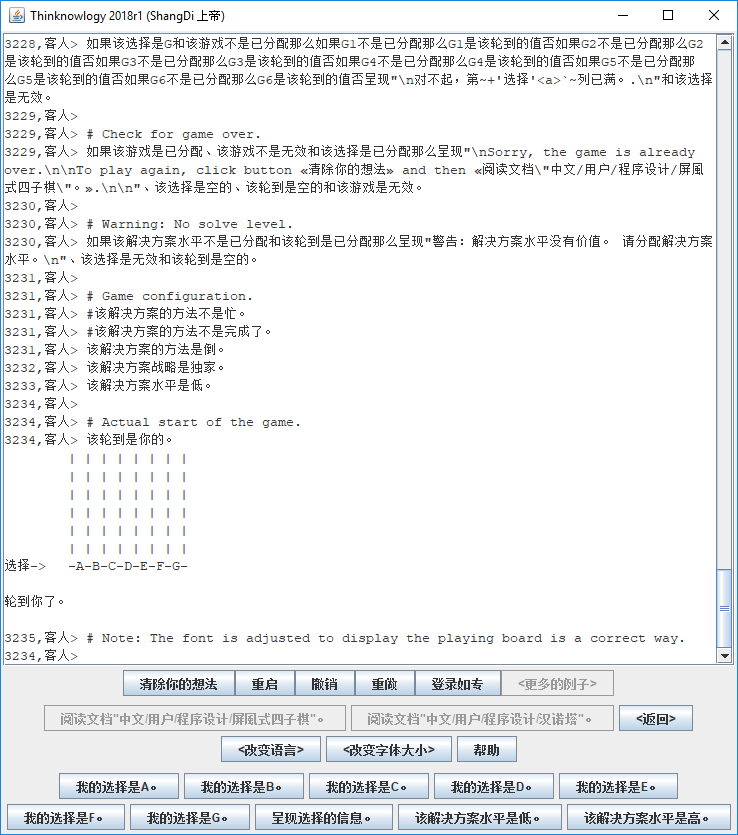 Thinknowlogy 2018r1 (ShangDi 上帝)
3228,客人> 如果该选择是G和该游戏不是已分配那么如果G1不是已分配那么G1是该轮到的值否如果G2不是已分配那么G2
是该轮到的值否如果G3不是已分配那么G3是该轮到的值否如果G4不是已分配那么G4是该轮到的值否如果G5不是已分配那
么G5是该轮到的值否如果G6不是已分配那么G6是该轮到的值否呈现"\n对不起，第~+'选择'<a>`~列已满。.\n"和该选择
是无效。
3229,客人>
3229,客人> # Check for game over.
3229,客人> 如果该游戏是已分配、该游戏不是无效和该选择是已分配那么呈现"\nSorry, the game is already
over.\n\nTo play again, click button «清除你的想法» and then «阅读文档\"中文/用户/程序设计/屏風
式四子棋\"。».\n\n"、该选择是空的、该轮到是空的和该游戏是无效。
3230,客人>
3230,客人> # Warning: No solve level.
3230,客人> 如果该解决方案水平不是已分配和该轮到是已分配那么呈现"警告：解决方案水平没有价值。 请分配解决方案
水平。\n"、该选择是无效和该轮到是空的。
3231,客人>
3231,客人> # Game configuration.
3231,客人> #该解决方案的方法不是忙。
3231,客人> #该解决方案的方法不是完成了。
3231,客人> 该解决方案的方法是倒。
3232,客人> 该解决方案战略是独家。
3233,客人> 该解决方案水平是低。
3234,客人>
3234,客人> # Actual start of the game.
3234,客人> 该轮到是你的。
| | | | | | | |
| | | | | | | |
| | | | | | | |
| | | | | | | |
| | | | | | | |
| | | | | | | |
选择-> -A-B-C-D-E-F-G-
轮到你了。
3235,客人> # Note: The font is adjusted to display the playing board is a correct way.
3234,客人>
清除你的想法 重启 撤销 重做 登录如专 <更多的例子>
阅读文档"中文/用户/程序设计/屏風式四子棋"。 阅读文档"中文/用户/程序设计/汉诺塔"。 <返回>
<改变语言> <改变字体大小> 帮助
我的选择是A。 我的选择是B。 我的选择是C。 我的选择是D。 我的选择是E。
我的选择是F。 我的选择是G。 呈现选择的信息。 该解决方案水平是低。 该解决方案水平是高。